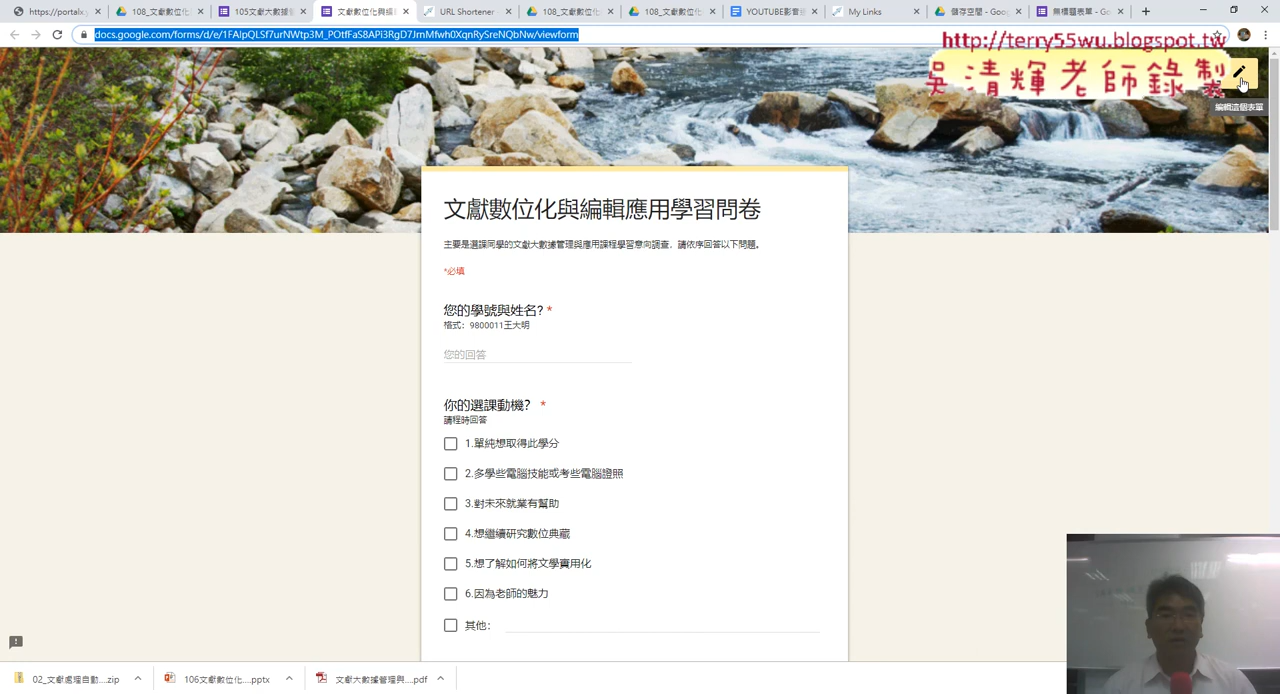 https://portalx.
108_文獻數位化
105文獻大數據
文獻數位化與編
URL Shortener
108_文獻數位化
108_文獻數位化
YOUTUBE影音
My Links
儲存空間 - Goo
無標題表單 - Go
docs.google.com/forms/d/e/1FAIpQLSf7urNWtp3M_POtfFaS8APi3RgD7JrnMfwh0XqnRySreNQbNw/viewform
http://terry55wu.blogspot.tw
吳清輝老師錄製
編輯這個表單
文獻數位化與編輯應用學習問卷
主要是選課同學的文獻大數據管理與應用課程學習意向調查，請依序回答以下問題。
*必填
您的學號與姓名? *
格式：9800011王大明
您的回答
你的選課動機？ *
請程時回答
1.單純想取得此學分
2.多學些電腦技能或考些電腦證照
3.對未來就業有幫助
4.想繼續研究數位典藏
5.想了解如何將文學實用化
6.因為老師的魅力
其他：
02_文獻處理自動....zip
106文獻數位化....pptx
文獻大數據管理與....pdf